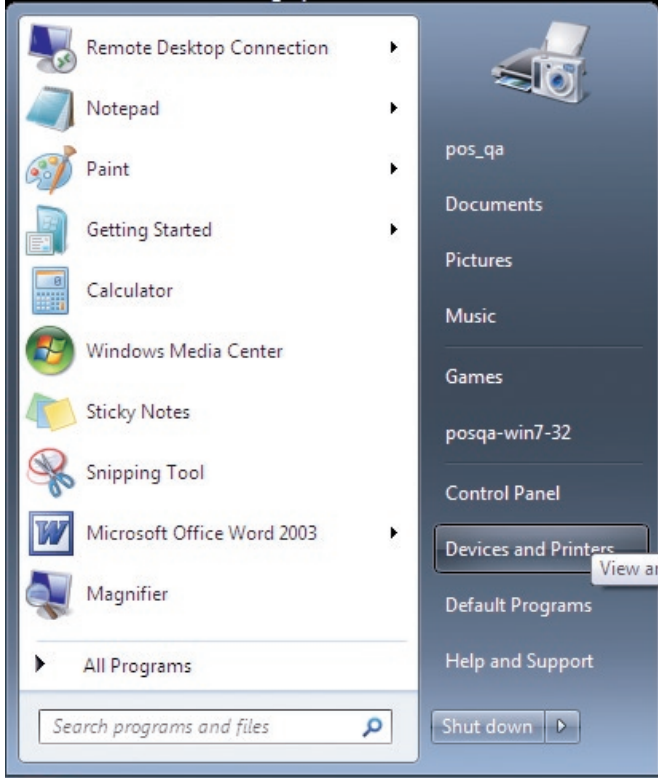 Remote Desktop Connection
Notepad
Paint
Getting Started
Calculator
Windows Media Center
Sticky Notes
Snipping Tool
Microsoft Office Word 2003
Magnifier
All Programs
Search programs and files
pos_qa
Documents
Pictures
Music
Games
posqa-win7-32
Control Panel
Devices and Printers
View
Default Programs
Help and Support
Shut down